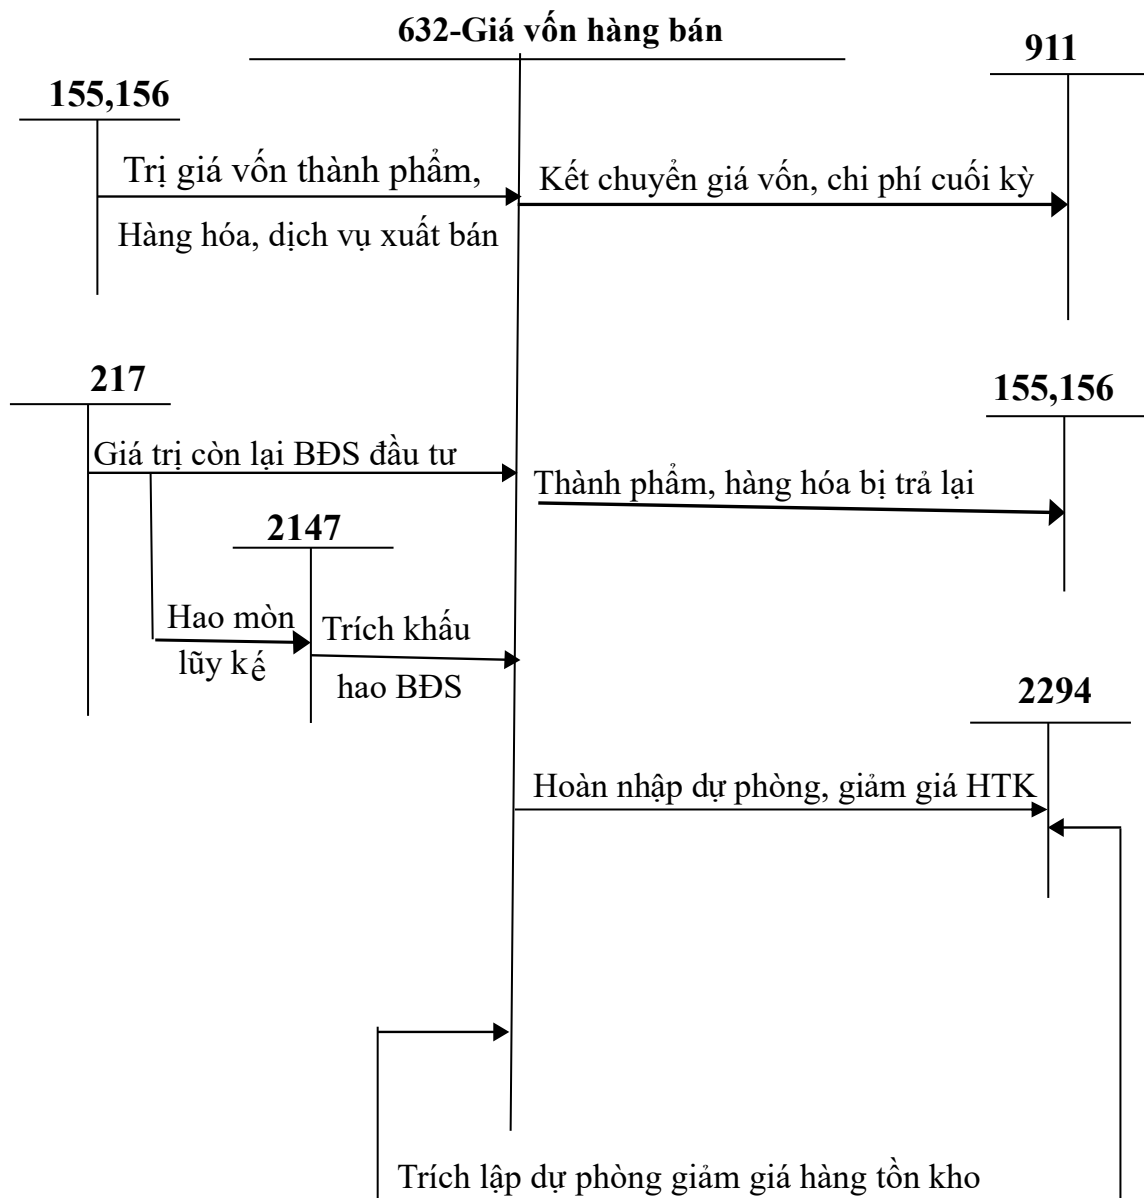 632-Giá vốn hàng bán
911
155,156
Trị giá vốn thành phẩm,
Kết chuyển giá vốn, chi phí cuối kỳ
Hàng hóa, dịch vụ xuất bán
217
155,156
Giá trị còn lại BĐS đầu tư
Thành phẩm, hàng hóa bị trả lại
2147
Hao mòn
lũy kế
Trích khấu
hao BĐS
2294
Hoàn nhập dự phòng, giảm giá HTK
Trích lập dự phòng giảm giá hàng tồn kho